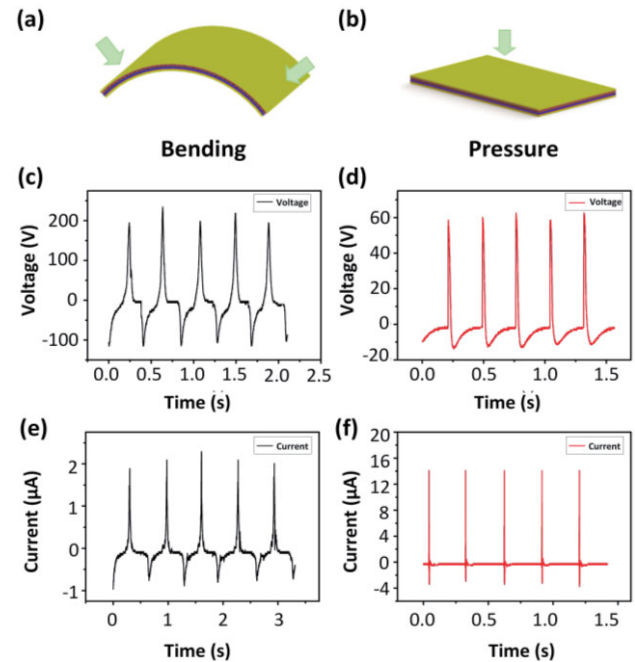 (a)
(b)
Bending
Pressure
(c)
Voltage
200
100
0
-100
Voltage (V)
0.0 0.5 1.0 1.5 2.0 2.5
Time (s)
(d)
Voltage
60
40
20
0
-20
Voltage (V)
0.0 0.5 1.0 1.5
Time (s)
(e)
Current
2
1
0
-1
Current (μA)
0 1 2 3
Time (s)
(f)
Current
20
16
12
8
4
0
-4
Current (μA)
0.0 0.5 1.0 1.5
Time (s)